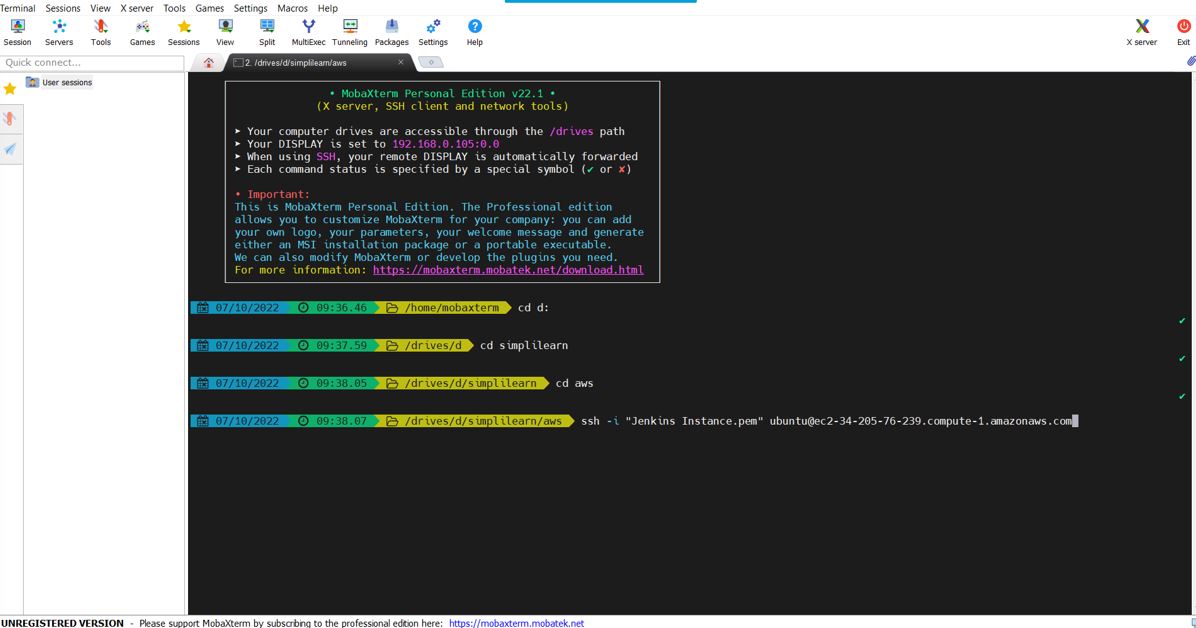 Terminal Sessions View X server Tools Games Settings Macros Help
Session Servers Tools Games Sessions View Split MultiExec Tunneling Packages Settings Help X server Exit
Quick connect...
2. /drives/d/simplilearn/aws
User sessions
• MobaXterm Personal Edition v22.1 •
(X server, SSH client and network tools)
➤ Your computer drives are accessible through the /drives path
➤ Your DISPLAY is set to 192.168.0.105:0.0
➤ When using SSH, your remote DISPLAY is automatically forwarded
➤ Each command status is specified by a special symbol (✔ or ✘)
• Important:
This is MobaXterm Personal Edition. The Professional edition
allows you to customize MobaXterm for your company: you can add
your own logo, your parameters, your welcome message and generate
either an MSI installation package or a portable executable.
We can also modify MobaXterm or develop the plugins you need.
For more information: https://mobaxterm.mobatek.net/download.html
07/10/2022 09:36.46 /home/mobaxterm cd d:
07/10/2022 09:37.59 /drives/d cd simplilearn
07/10/2022 09:38.05 /drives/d/simplilearn cd aws
07/10/2022 09:38.07 /drives/d/simplilearn/aws ssh -i "Jenkins Instance.pem" ubuntu@ec2-34-205-76-239.compute-1.amazonaws.com
UNREGISTERED VERSION - Please support MobaXterm by subscribing to the professional edition here: https://mobaxterm.mobatek.net